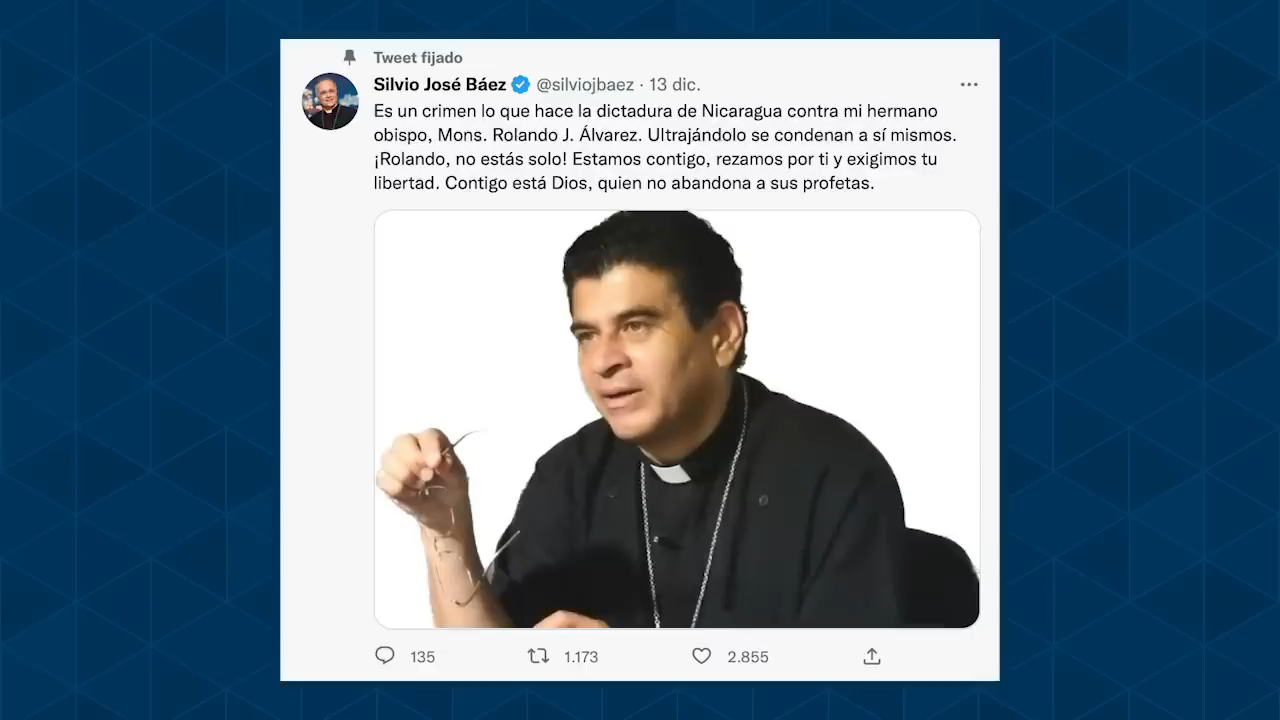 Tweet fijado
Silvio José Báez @silviojbaez · 13 dic.
Es un crimen lo que hace la dictadura de Nicaragua contra mi hermano
obispo, Mons. Rolando J. Álvarez. Ultrajándolo se condenan a sí mismos.
¡Rolando, no estás solo! Estamos contigo, rezamos por ti y exigimos tu
libertad. Contigo está Dios, quien no abandona a sus profetas.
135 1.173 2.855